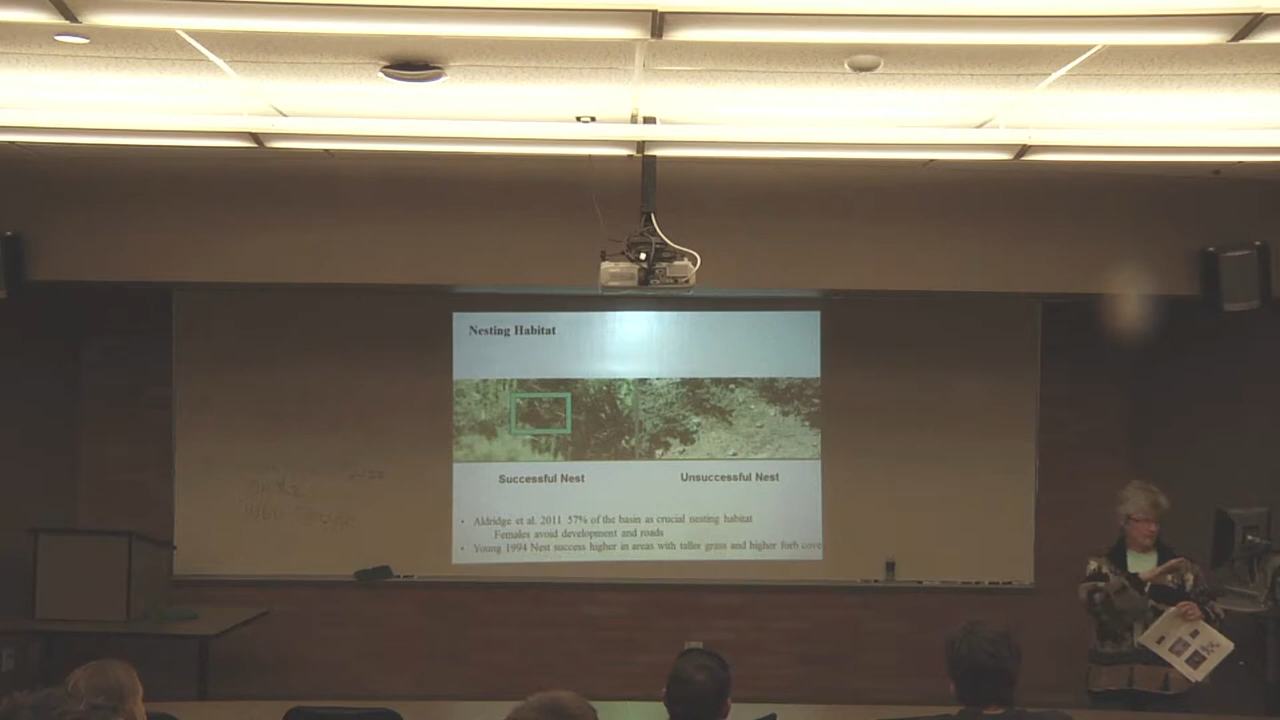 Nesting Habitat
Successful Nest
Unsuccessful Nest
• Aldridge et al. 2011 57% of the basin as crucial nesting habitat
Females avoid development and roads
• Young 1994 Nest success higher in areas with taller grass and higher forb cove